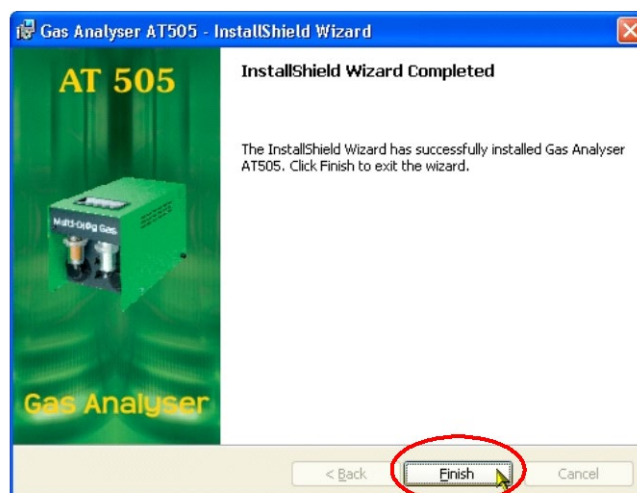 Gas Analyser AT505 - InstallShield Wizard
AT 505
InstallShield Wizard Completed
The InstallShield Wizard has successfully installed Gas Analyser
AT505. Click Finish to exit the wizard.
Multi-Diag Gas
Gas Analyser
< Back
Finish
Cancel